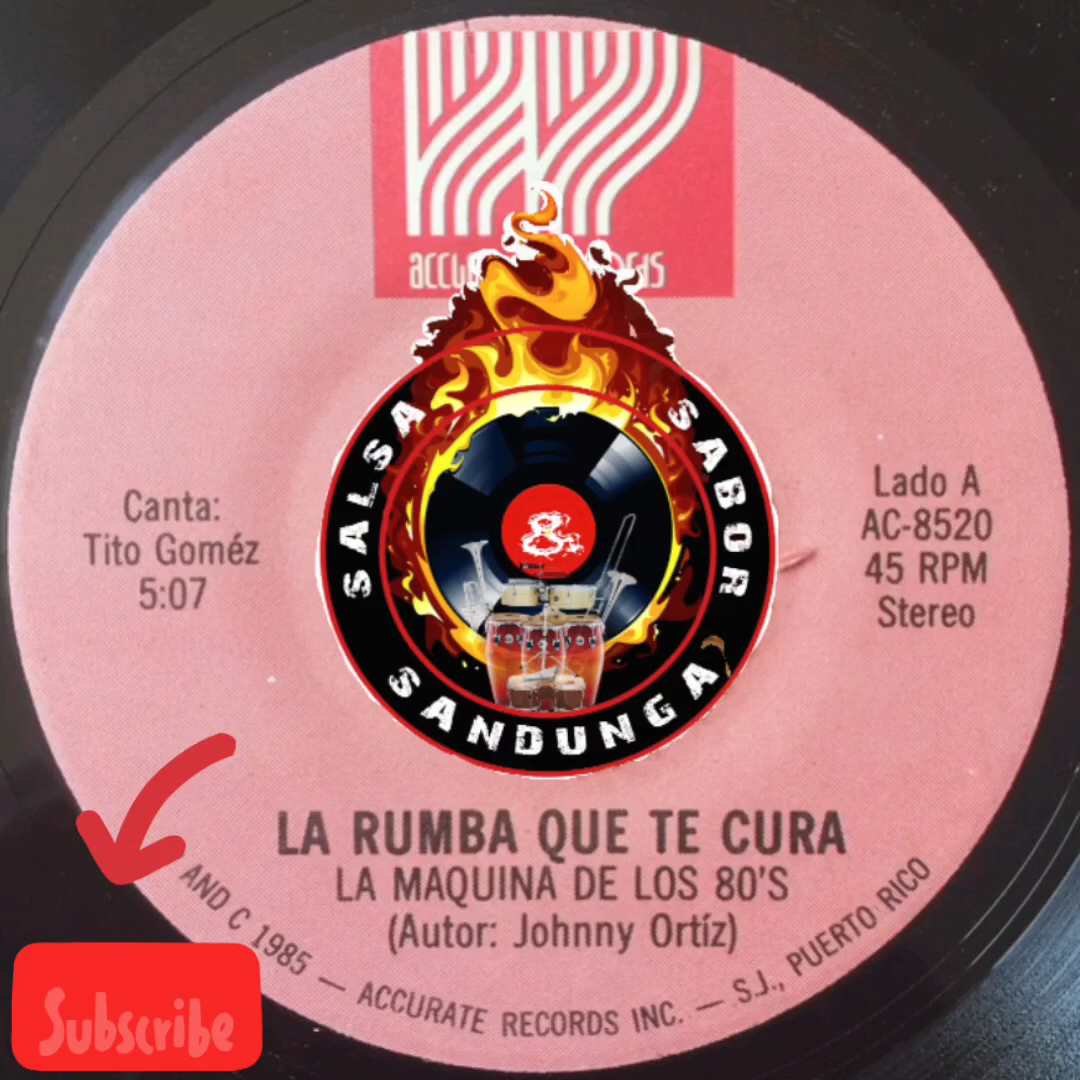 SALSA
SABOR
&
SANDUNGA
Canta:
Tito Goméz
5:07
Lado A
AC-8520
45 RPM
Stereo
LA RUMBA QUE TE CURA
LA MAQUINA DE LOS 80'S
(Autor: Johnny Ortíz)
AND C 1985 — ACCURATE RECORDS INC. — S.J., PUERTO RICO
Subscribe